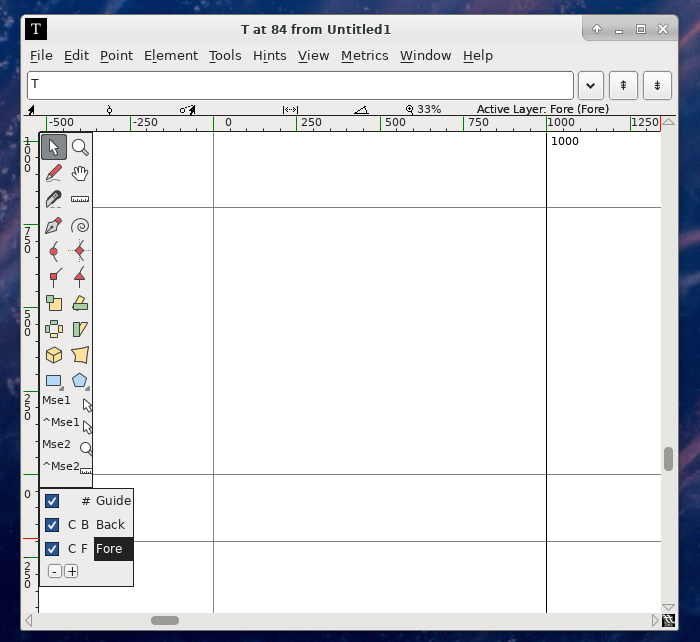 T
T at 84 from Untitled1
File Edit Point Element Tools Hints View Metrics Window Help
T
33% Active Layer: Fore (Fore)
-500 -250 0 250 500 750 1000 1250
1000
1000
750
500
250
0
250
Mse1
^Mse1
Mse2
^Mse2
# Guide
C B Back
C F Fore
- +